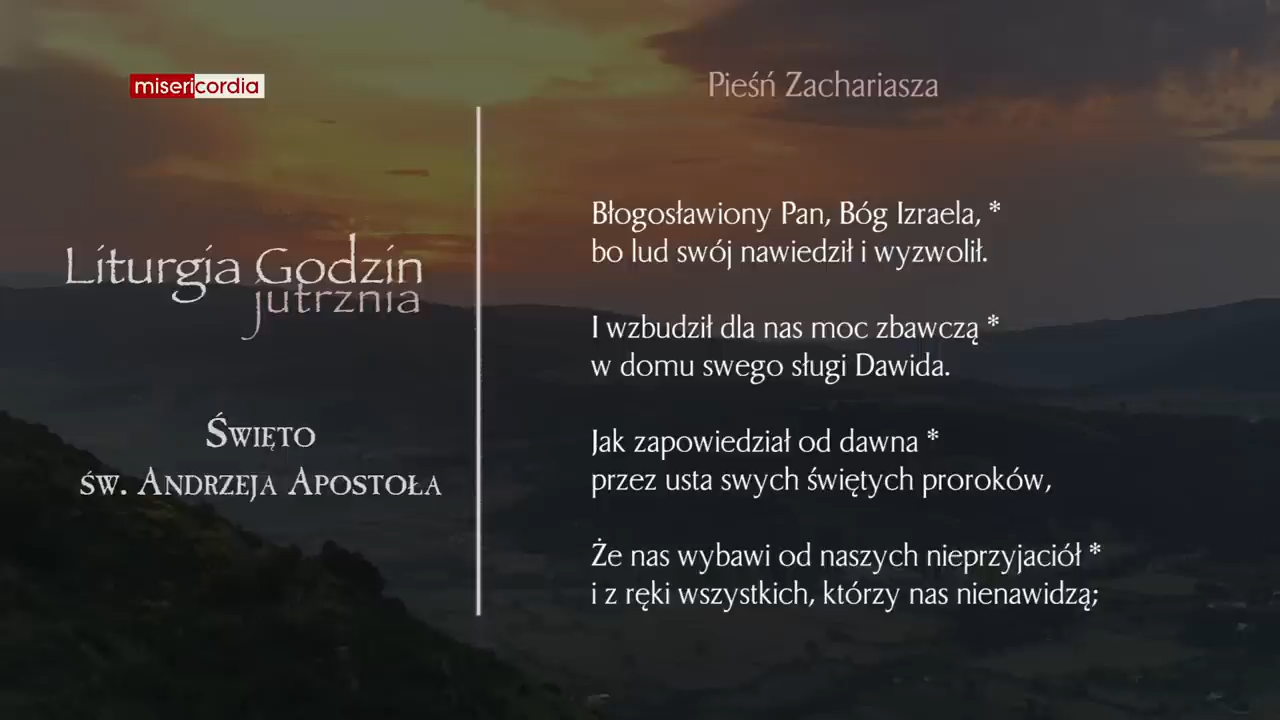 misericordia
Liturgia Godzin
jutrznia
Święto
św. Andrzeja Apostoła
Pieśń Zachariasza
Błogosławiony Pan, Bóg Izraela, *
bo lud swój nawiedził i wyzwolił.
I wzbudził dla nas moc zbawczą *
w domu swego sługi Dawida.
Jak zapowiedział od dawna *
przez usta swych świętych proroków,
Że nas wybawi od naszych nieprzyjaciół *
i z ręki wszystkich, którzy nas nienawidzą;